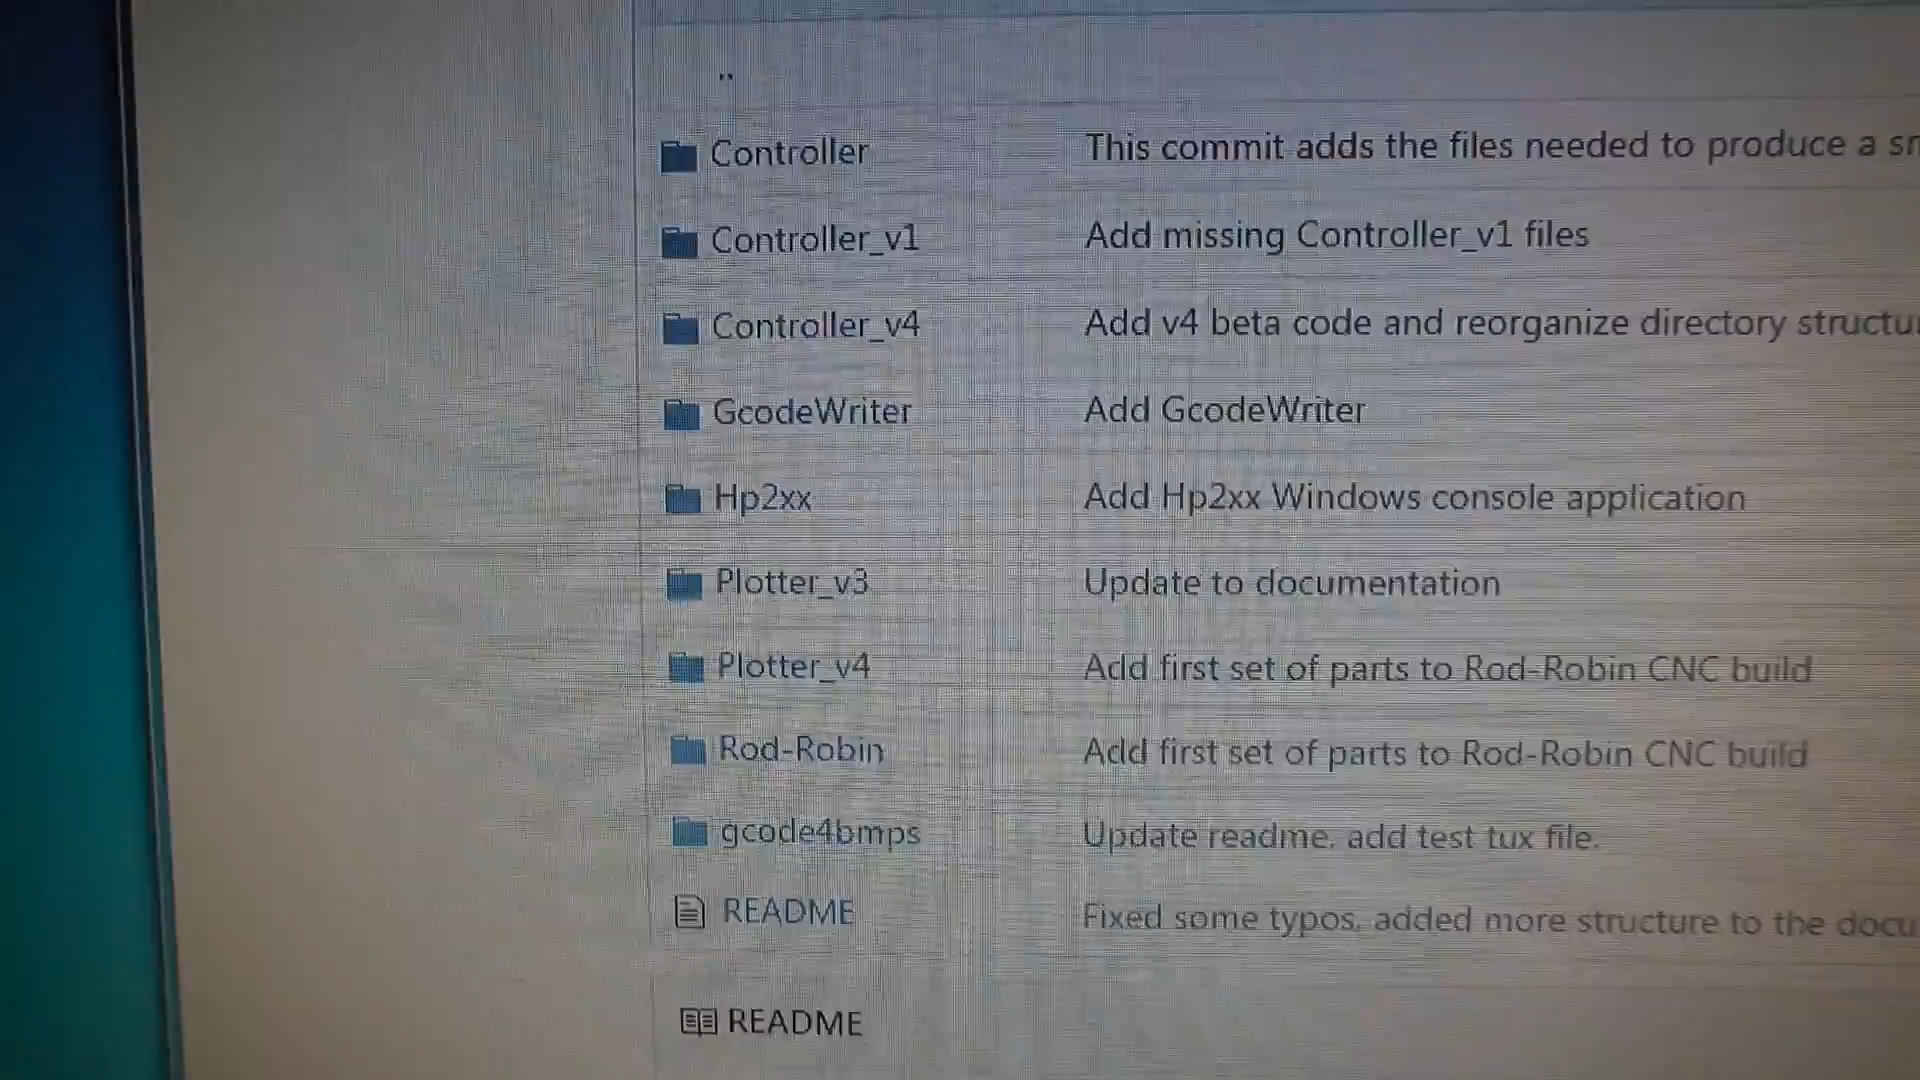 ..
Controller This commit adds the files needed to produce a
Controller_v1 Add missing Controller_v1 files
Controller_v4 Add v4 beta code and reorganize directory
GcodeWriter Add GcodeWriter
Hp2xx Add Hp2xx Windows console application
Plotter_v3 Update to documentation
Plotter_v4 Add first set of parts to Rod-Robin CNC build
Rod-Robin Add first set of parts to Rod-Robin CNC build
gcode4bmps Update readme, add test tux file.
README Fixed some typos, added more structure to the
README